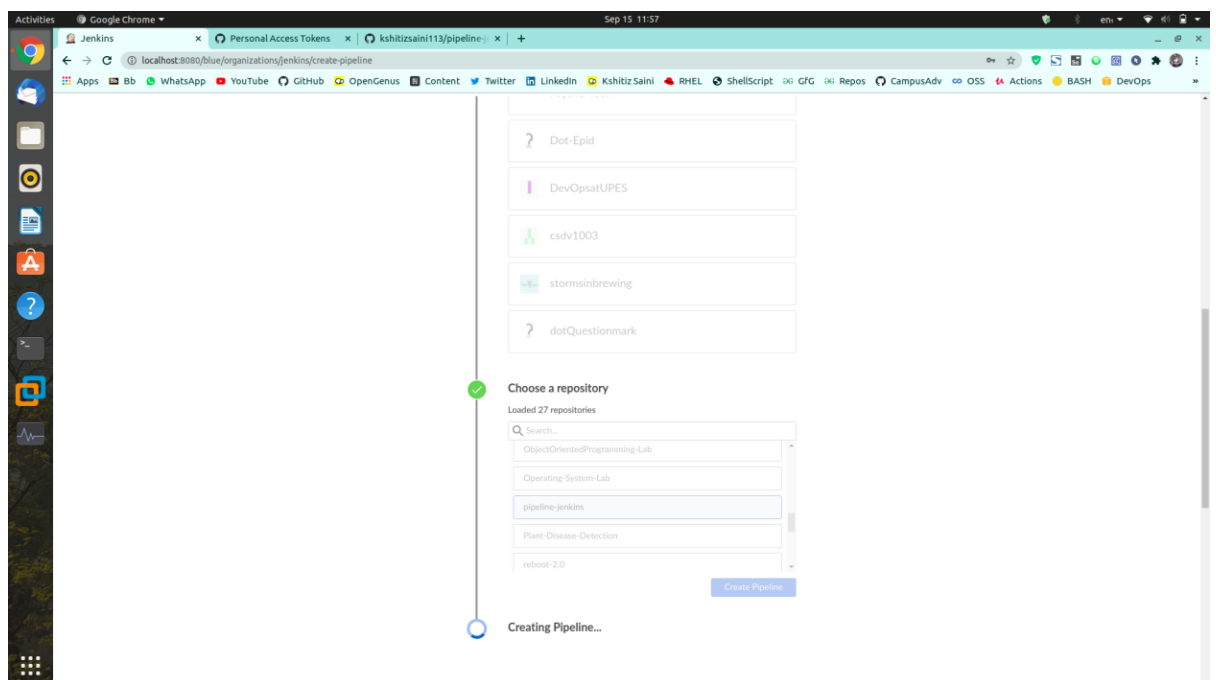 Activities Google Chrome Sep 15 11:57 en
Jenkins Personal Access Tokens kshitizsaini113/pipeline-j
localhost:8080/blue/organizations/jenkins/create-pipeline
Apps Bb WhatsApp YouTube GitHub OpenGenus Content Twitter LinkedIn Kshitiz Saini RHEL ShellScript GfG Repos CampusAdv OSS Actions BASH DevOps »
Dot-Epid
DevOpsatUPES
csdv1003
stormsinbrewing
dotQuestionmark
Choose a repository
Loaded 27 repositories
Search...
ObjectOrientedProgramming-Lab
Operating-System-Lab
pipeline-jenkins
Plant-Disease-Detection
reboot-2.0
Create Pipeline
Creating Pipeline...